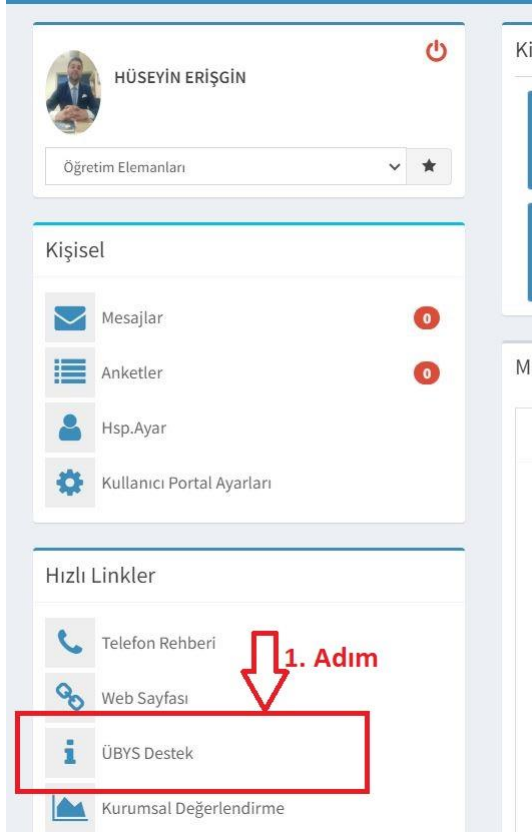 HÜSEYİN ERİŞGİN
Öğretim Elemanları
Kişisel
Mesajlar 0
Anketler 0
Hsp.Ayar
Kullanıcı Portal Ayarları
Hızlı Linkler
Telefon Rehberi
1. Adım
Web Sayfası
ÜBYS Destek
Kurumsal Değerlendirme